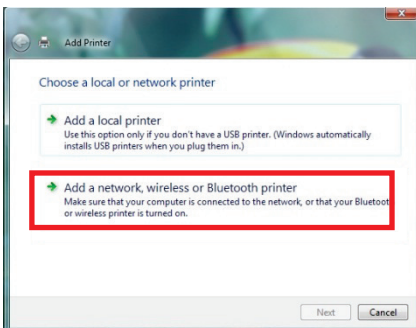 Add Printer
Choose a local or network printer
Add a local printer
Use this option only if you don't have a USB printer. (Windows automatically
installs USB printers when you plug them in.)
Add a network, wireless or Bluetooth printer
Make sure that your computer is connected to the network, or that your Bluetoot
or wireless printer is turned on.
Next Cancel